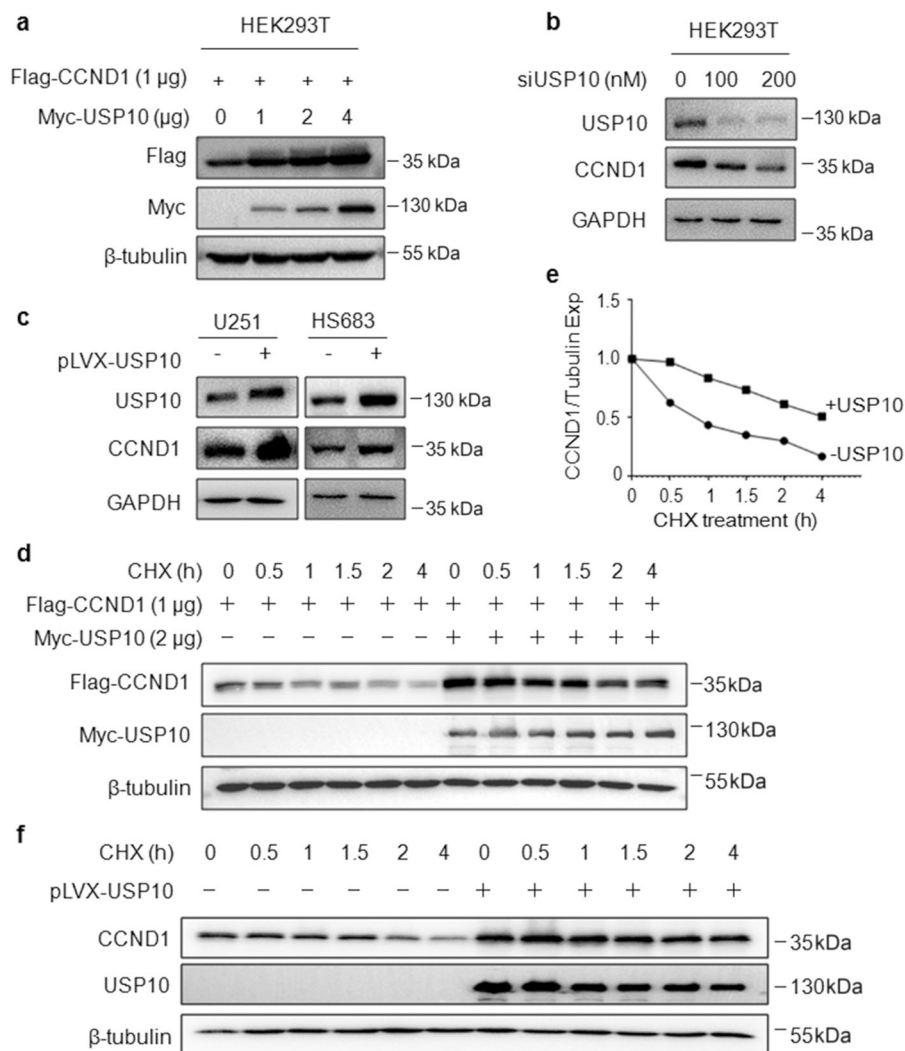 a
HEK293T
Flag-CCND1 (1 µg) + + + +
Myc-USP10 (µg) 0 1 2 4
Flag –35 kDa
Myc –130 kDa
β-tubulin –55 kDa
b
HEK293T
siUSP10 (nM) 0 100 200
USP10 –130 kDa
CCND1 35 kDa
GAPDH –35 kDa
c
U251 HS683
pLVX-USP10 - + - +
USP10 –130 kDa
CCND1 –35 kDa
GAPDH –35 kDa
e
CCND1/Tubulin Exp
1.5
1.0
0.5
0
+USP10
-USP10
0 0.5 1 1.5 2 4
CHX treatment (h)
d
CHX (h) 0 0.5 1 1.5 2 4 0 0.5 1 1.5 2 4
Flag-CCND1 (1 µg) + + + + + + + + + + + +
Myc-USP10 (2 µg) – – – – – – + + + + + +
Flag-CCND1 –35kDa
Myc-USP10 –130kDa
β-tubulin –55kDa
f
CHX (h) 0 0.5 1 1.5 2 4 0 0.5 1 1.5 2 4
pLVX-USP10 – – – – – – + + + + + +
CCND1 –35kDa
USP10 –130kDa
β-tubulin –55kDa